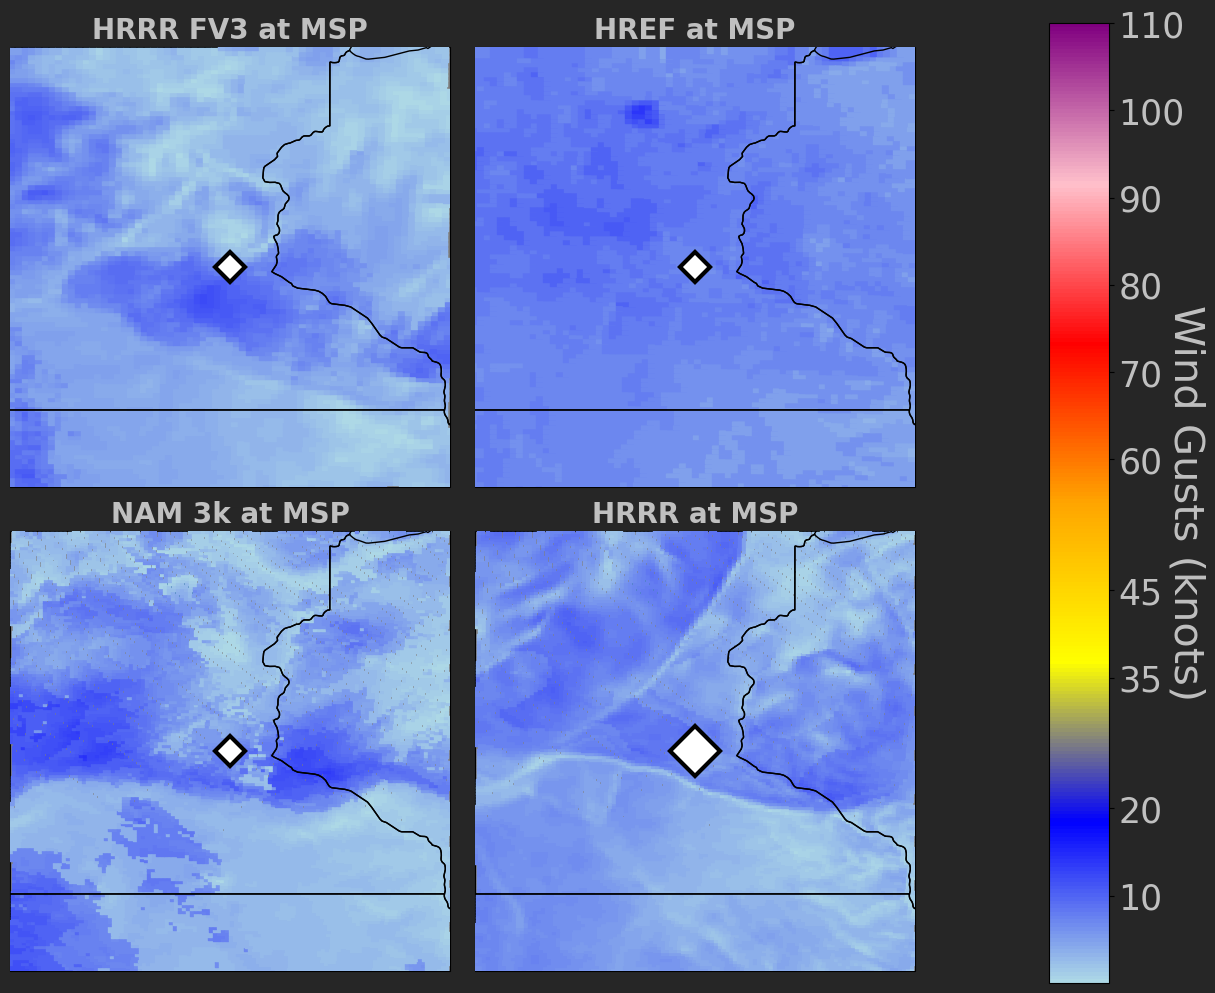 HRRR FV3 at MSP
HREF at MSP
NAM 3k at MSP
HRRR at MSP
110
100
90
80
70
60
45
35
20
10
Wind Gusts (knots)